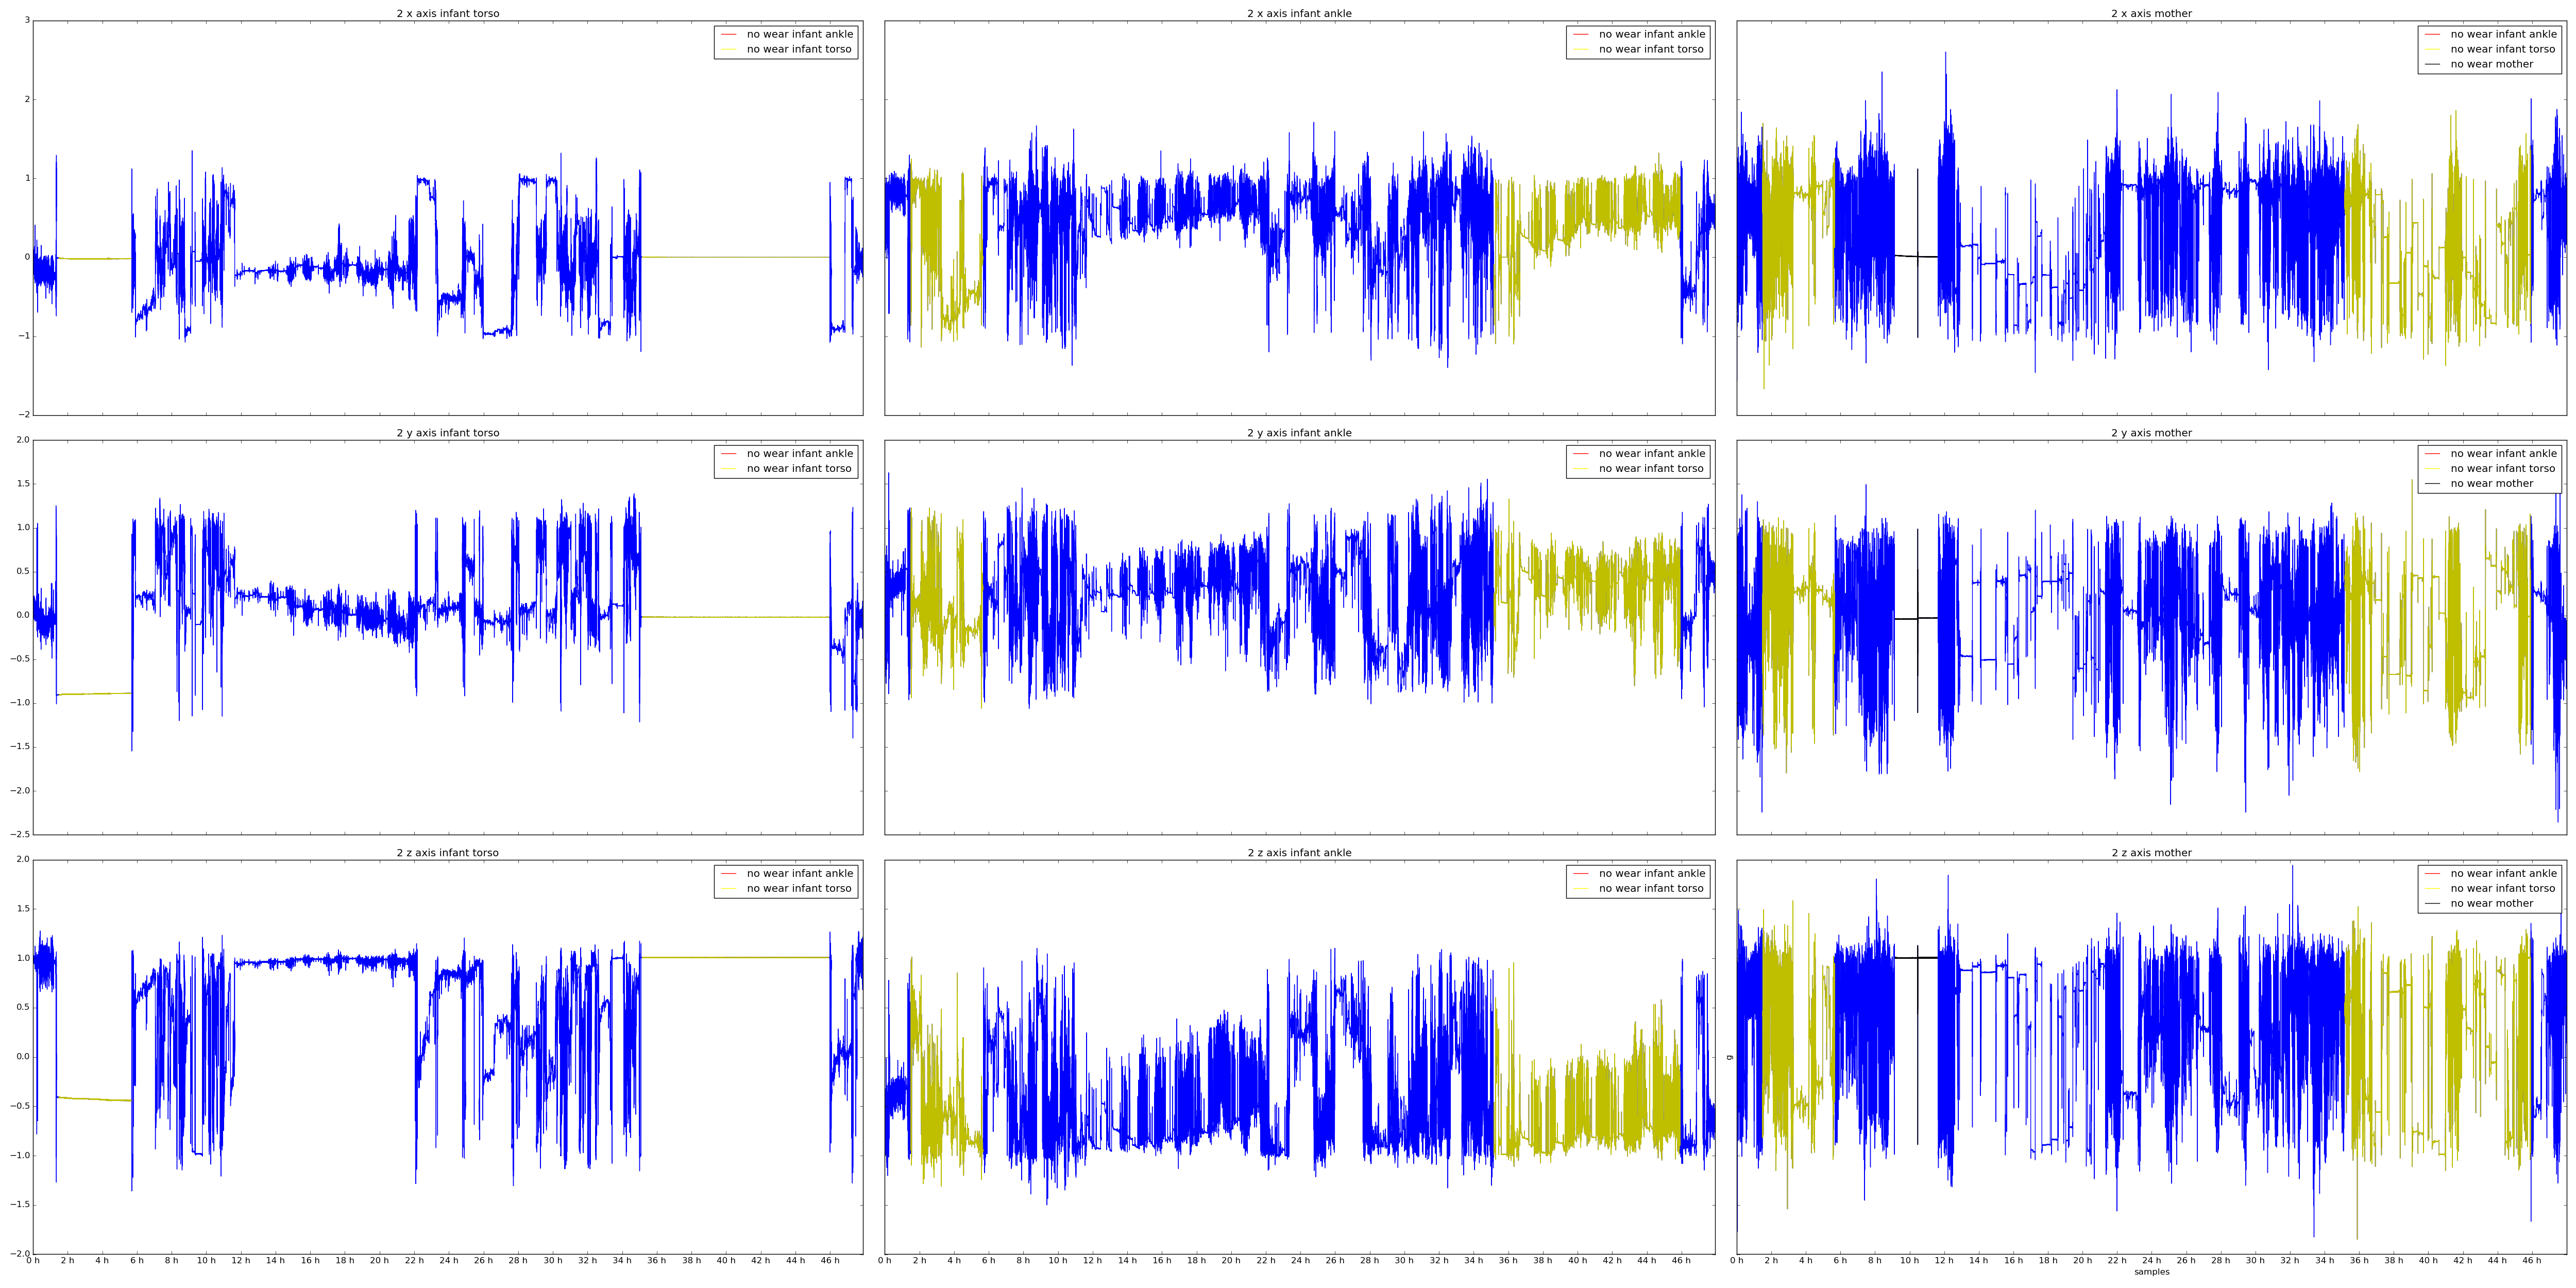 2 x axis infant torso
2 x axis infant ankle
2 x axis mother
no wear infant ankle
no wear infant torso
no wear infant ankle
no wear infant torso
no wear infant ankle
no wear infant torso
no wear mother
3
2
1
0
−1
−2
2 y axis infant torso
2 y axis infant ankle
2 y axis mother
no wear infant ankle
no wear infant torso
no wear infant ankle
no wear infant torso
no wear infant ankle
no wear infant torso
no wear mother
2.0
1.5
1.0
0.5
0.0
−0.5
−1.0
−1.5
−2.0
−2.5
2 z axis infant torso
2 z axis infant ankle
2 z axis mother
no wear infant ankle
no wear infant torso
no wear infant ankle
no wear infant torso
no wear infant ankle
no wear infant torso
no wear mother
2.0
1.5
1.0
0.5
0.0
−0.5
−1.0
−1.5
−2.0
g
0 h 2 h 4 h 6 h 8 h 10 h 12 h 14 h 16 h 18 h 20 h 22 h 24 h 26 h 28 h 30 h 32 h 34 h 36 h 38 h 40 h 42 h 44 h 46 h
0 h 2 h 4 h 6 h 8 h 10 h 12 h 14 h 16 h 18 h 20 h 22 h 24 h 26 h 28 h 30 h 32 h 34 h 36 h 38 h 40 h 42 h 44 h 46 h
0 h 2 h 4 h 6 h 8 h 10 h 12 h 14 h 16 h 18 h 20 h 22 h 24 h 26 h 28 h 30 h 32 h 34 h 36 h 38 h 40 h 42 h 44 h 46 h
samples